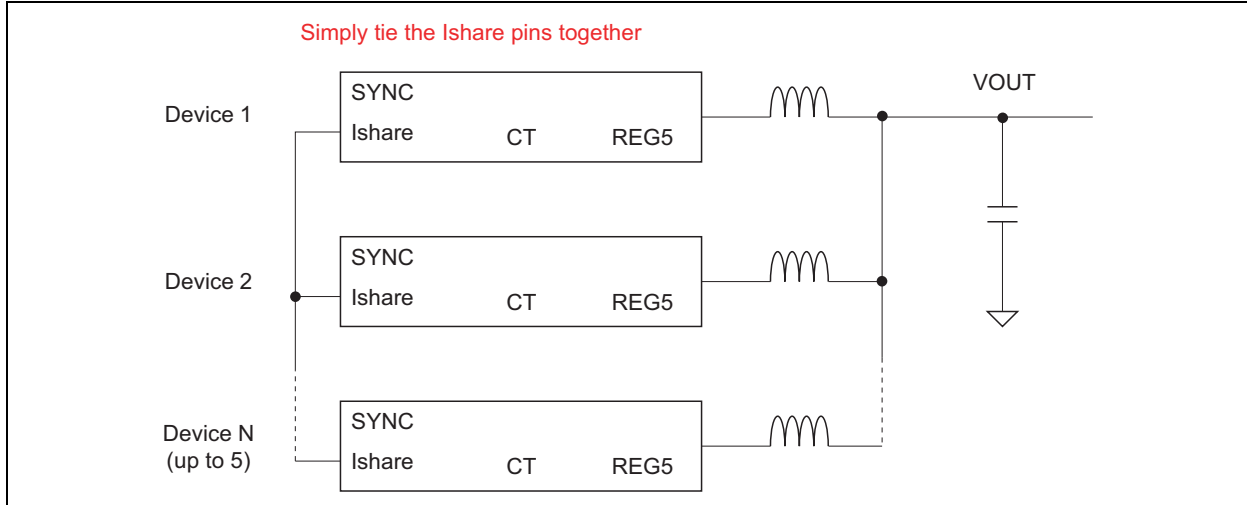 Simply tie the Ishare pins together
VOUT
Device 1
SYNC
Ishare
CT
REG5
Device 2
SYNC
Ishare
CT
REG5
Device N
(up to 5)
SYNC
Ishare
CT
REG5